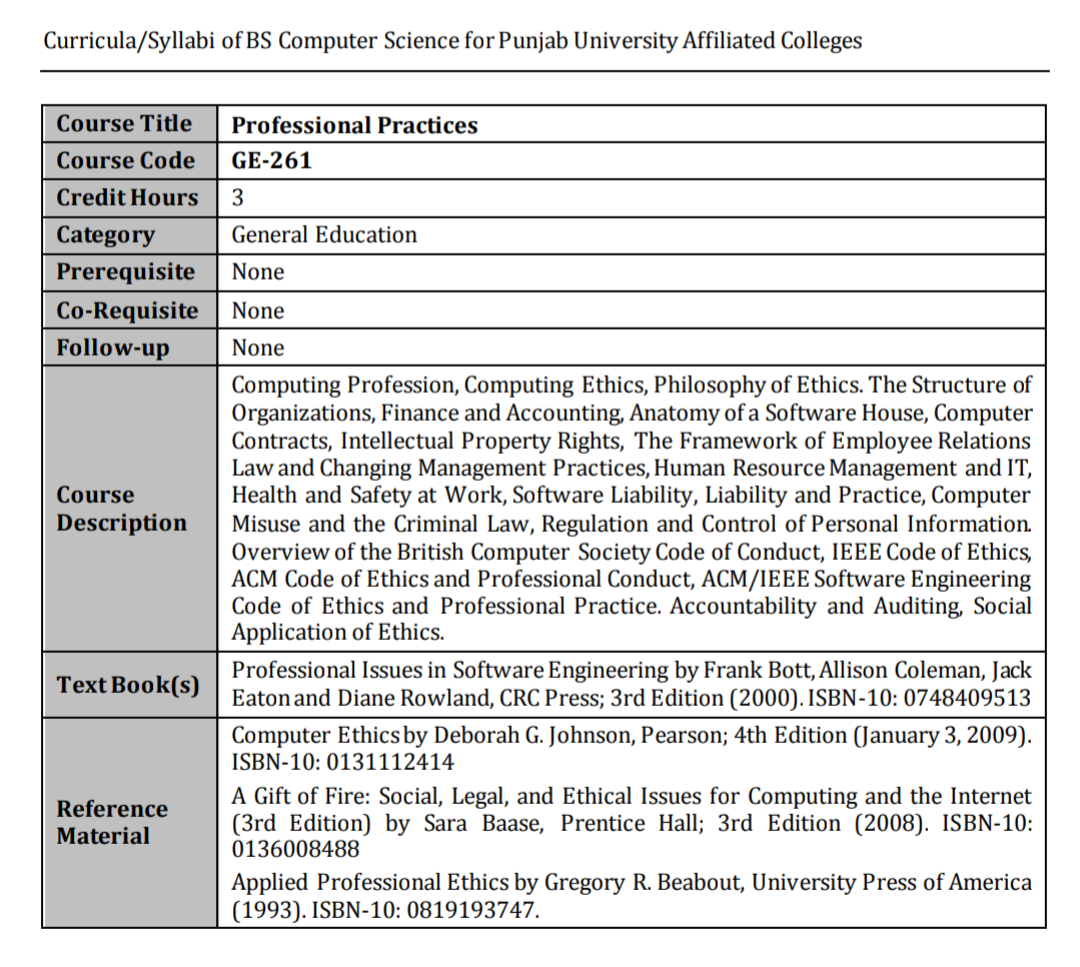 Curricula/Syllabi of BS Computer Science for Punjab University Affiliated Colleges
Course Title Professional Practices
Course Code GE-261
Credit Hours 3
Category General Education
Prerequisite None
Co-Requisite None
Follow-up None
Course
Description
Computing Profession, Computing Ethics, Philosophy of Ethics. The Structure of
Organizations, Finance and Accounting, Anatomy of a Software House, Computer
Contracts, Intellectual Property Rights, The Framework of Employee Relations
Law and Changing Management Practices, Human Resource Management and IT,
Health and Safety at Work, Software Liability, Liability and Practice, Computer
Misuse and the Criminal Law, Regulation and Control of Personal Information.
Overview of the British Computer Society Code of Conduct, IEEE Code of Ethics,
ACM Code of Ethics and Professional Conduct, ACM/IEEE Software Engineering
Code of Ethics and Professional Practice. Accountability and Auditing, Social
Application of Ethics.
Text Book(s)
Professional Issues in Software Engineering by Frank Bott, Allison Coleman, Jack
Eaton and Diane Rowland, CRC Press; 3rd Edition (2000). ISBN-10: 0748409513
Reference
Material
Computer Ethics by Deborah G. Johnson, Pearson; 4th Edition (January 3, 2009).
ISBN-10: 0131112414
A Gift of Fire: Social, Legal, and Ethical Issues for Computing and the Internet
(3rd Edition) by Sara Baase, Prentice Hall; 3rd Edition (2008). ISBN-10:
0136008488
Applied Professional Ethics by Gregory R. Beabout, University Press of America
(1993). ISBN-10: 0819193747.